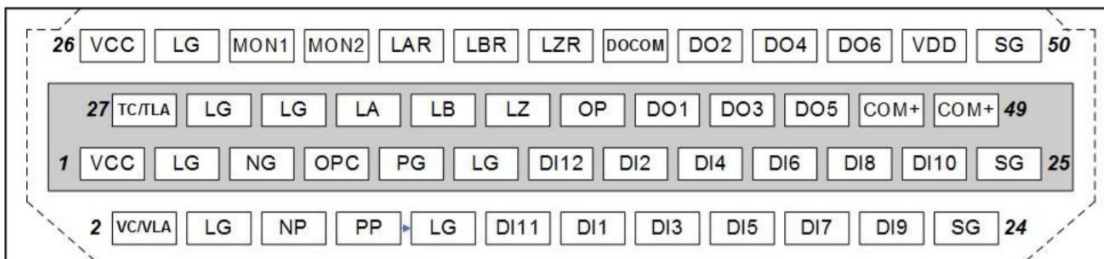 26 VCC LG MON1 MON2 LAR LBR LZR DOCOM DO2 DO4 DO6 VDD SG 50
27 TC/TLA LG LG LA LB LZ OP DO1 DO3 DO5 COM+ COM+ 49
1 VCC LG NG OPC PG LG DI12 DI2 DI4 DI6 DI8 DI10 SG 25
2 VC/VLA LG NP PP LG DI11 DI1 DI3 DI5 DI7 DI9 SG 24